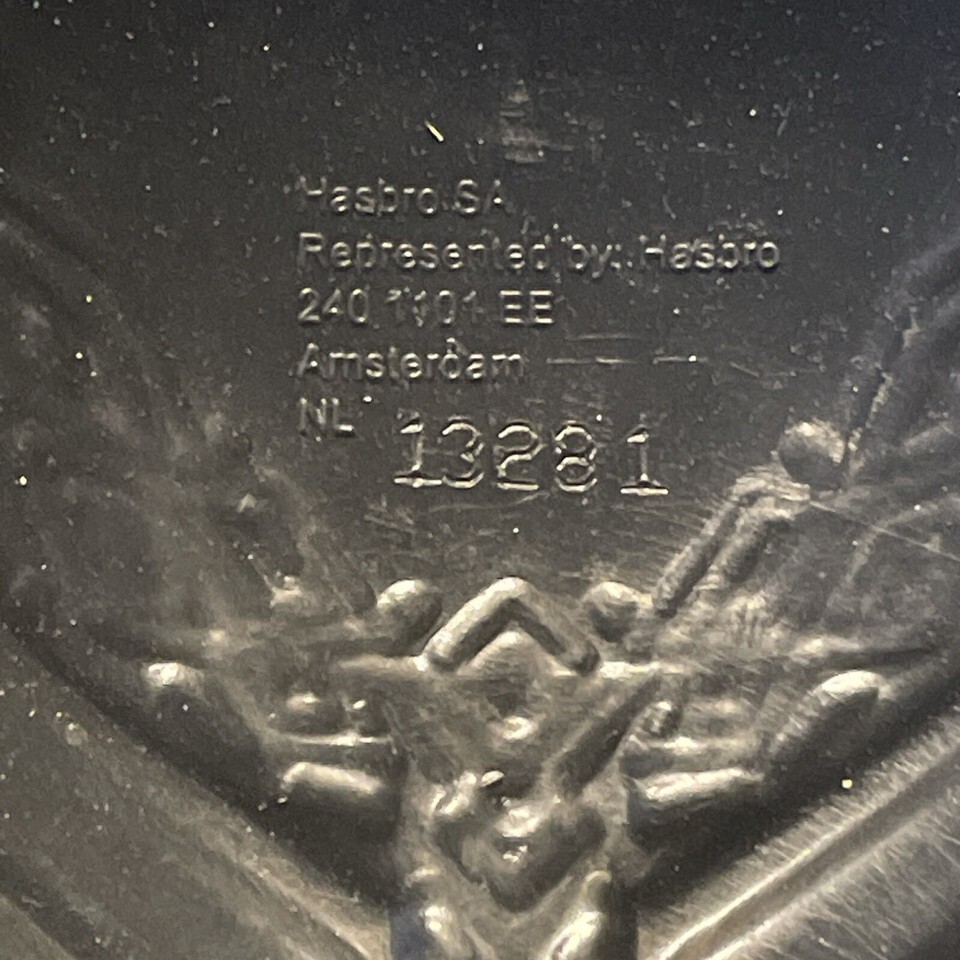 Hasbro SA
Represented by: Hasbro
240 1101 EE
Amsterdam
NL
13281